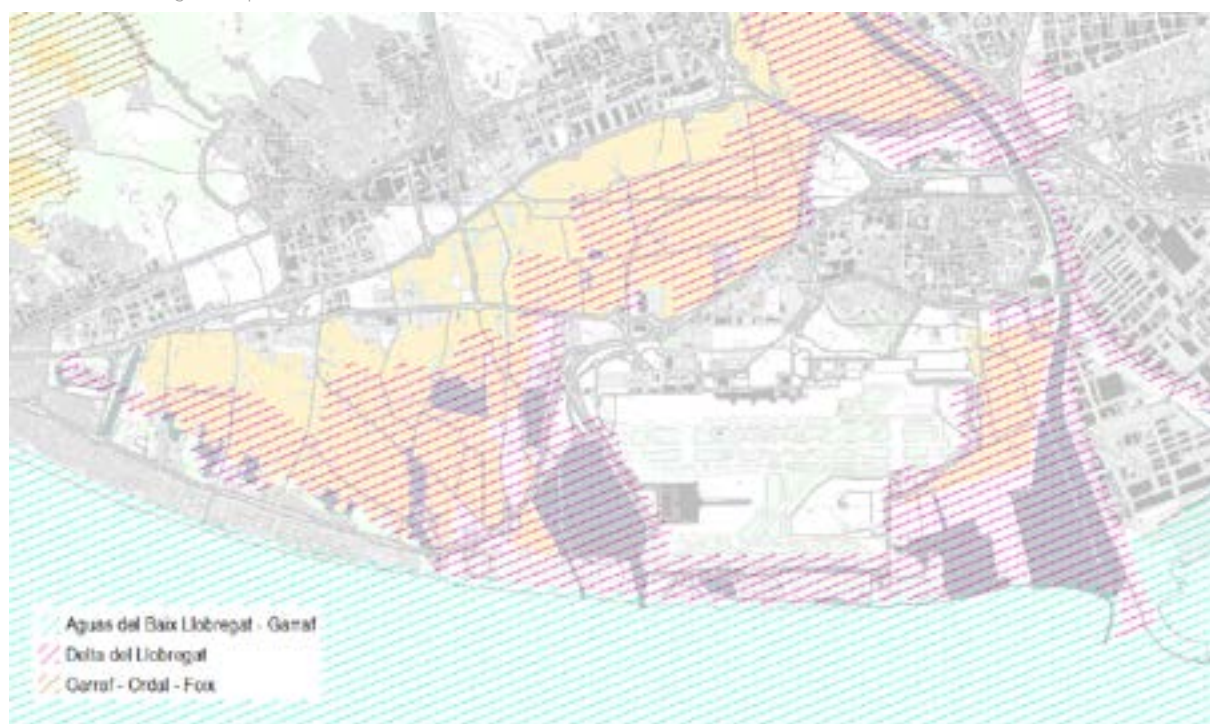 Aguas del Baix Llobregat - Garraf
Delta del Llobregat
Garraf - Ordal - Foix